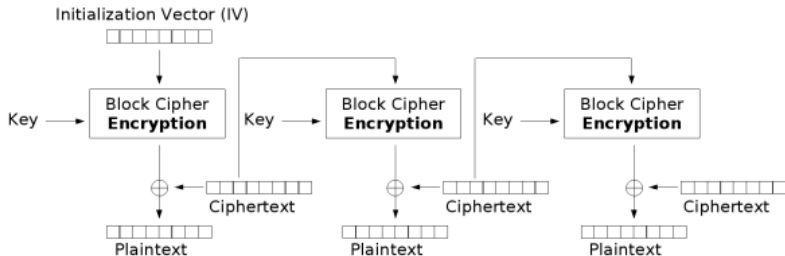 Initialization Vector (IV)
Key
Block Cipher
Encryption
Key
Block Cipher
Encryption
Key
Block Cipher
Encryption
Ciphertext
Ciphertext
Ciphertext
Plaintext
Plaintext
Plaintext